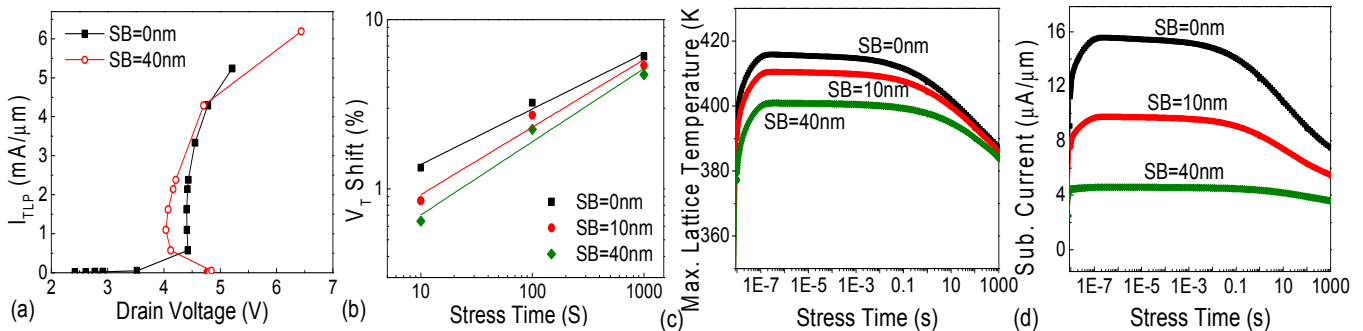 I_TLP (mA/μm)
6
5
4
3
2
1
0
SB=0nm
SB=40nm
2 3 4 5 6 7
Drain Voltage (V)
(a)
V_T Shift (%)
10
1
SB=0nm
SB=10nm
SB=40nm
10 100 1000
Stress Time (S)
(b)
Max. Lattice Temperature (K
420
400
380
360
SB=0nm
SB=10nm
SB=40nm
1E-7 1E-5 1E-3 0.1 10 1000
Stress Time (s)
(c)
Sub. Current (μA/μm)
16
12
8
4
0
SB=0nm
SB=10nm
SB=40nm
1E-7 1E-5 1E-3 0.1 10 1000
Stress Time (s)
(d)